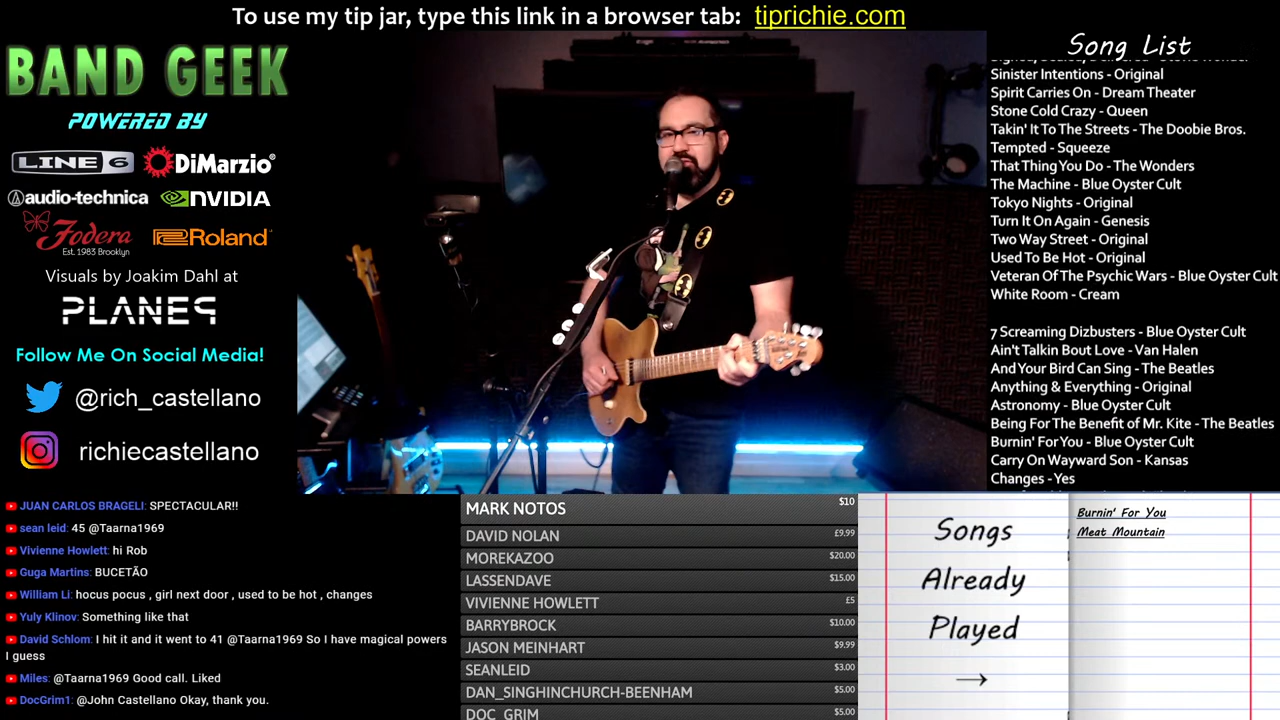 To use my tip jar, type this link in a browser tab: tiprichie.com
BAND GEEK
POWERED BY
LINE 6
DiMarzio®
audio-technica
NVIDIA
Fodera
Est. 1983 Brooklyn
Roland
Visuals by Joakim Dahl at
PLANE9
Follow Me On Social Media!
@rich_castellano
richiecastellano
Song List
Sinister Intentions - Original
Spirit Carries On - Dream Theater
Stone Cold Crazy - Queen
Takin' It To The Streets - The Doobie Bros.
Tempted - Squeeze
That Thing You Do - The Wonders
The Machine - Blue Oyster Cult
Tokyo Nights - Original
Turn It On Again - Genesis
Two Way Street - Original
Used To Be Hot - Original
Veteran Of The Psychic Wars - Blue Oyster Cult
White Room - Cream
7 Screaming Dizbusters - Blue Oyster Cult
Ain't Talkin Bout Love - Van Halen
And Your Bird Can Sing - The Beatles
Anything & Everything - Original
Astronomy - Blue Oyster Cult
Being For The Benefit of Mr. Kite - The Beatles
Burnin' For You - Blue Oyster Cult
Carry On Wayward Son - Kansas
Changes - Yes
JUAN CARLOS BRAGELI: SPECTACULAR!!
sean leid: 45 @Taarna1969
Vivienne Howlett: hi Rob
Guga Martins: BUCETÃO
William Li: hocus pocus , girl next door , used to be hot , changes
Yuly Klinov: Something like that
David Schlom: I hit it and it went to 41 @Taarna1969 So I have magical powers
I guess
Miles: @Taarna1969 Good call. Liked
DocGrim1: @John Castellano Okay, thank you.
MARK NOTOS $10
DAVID NOLAN £9.99
MOREKAZOO $20.00
LASSENDAVE $15.00
VIVIENNE HOWLETT £5
BARRYBROCK $10.00
JASON MEINHART $9.99
SEANLEID $3.00
DAN_SINGHINCHURCH-BEENHAM $5.00
DOC_GRIM $5.00
Songs
Already
Played
→
Burnin' For You
Meat Mountain